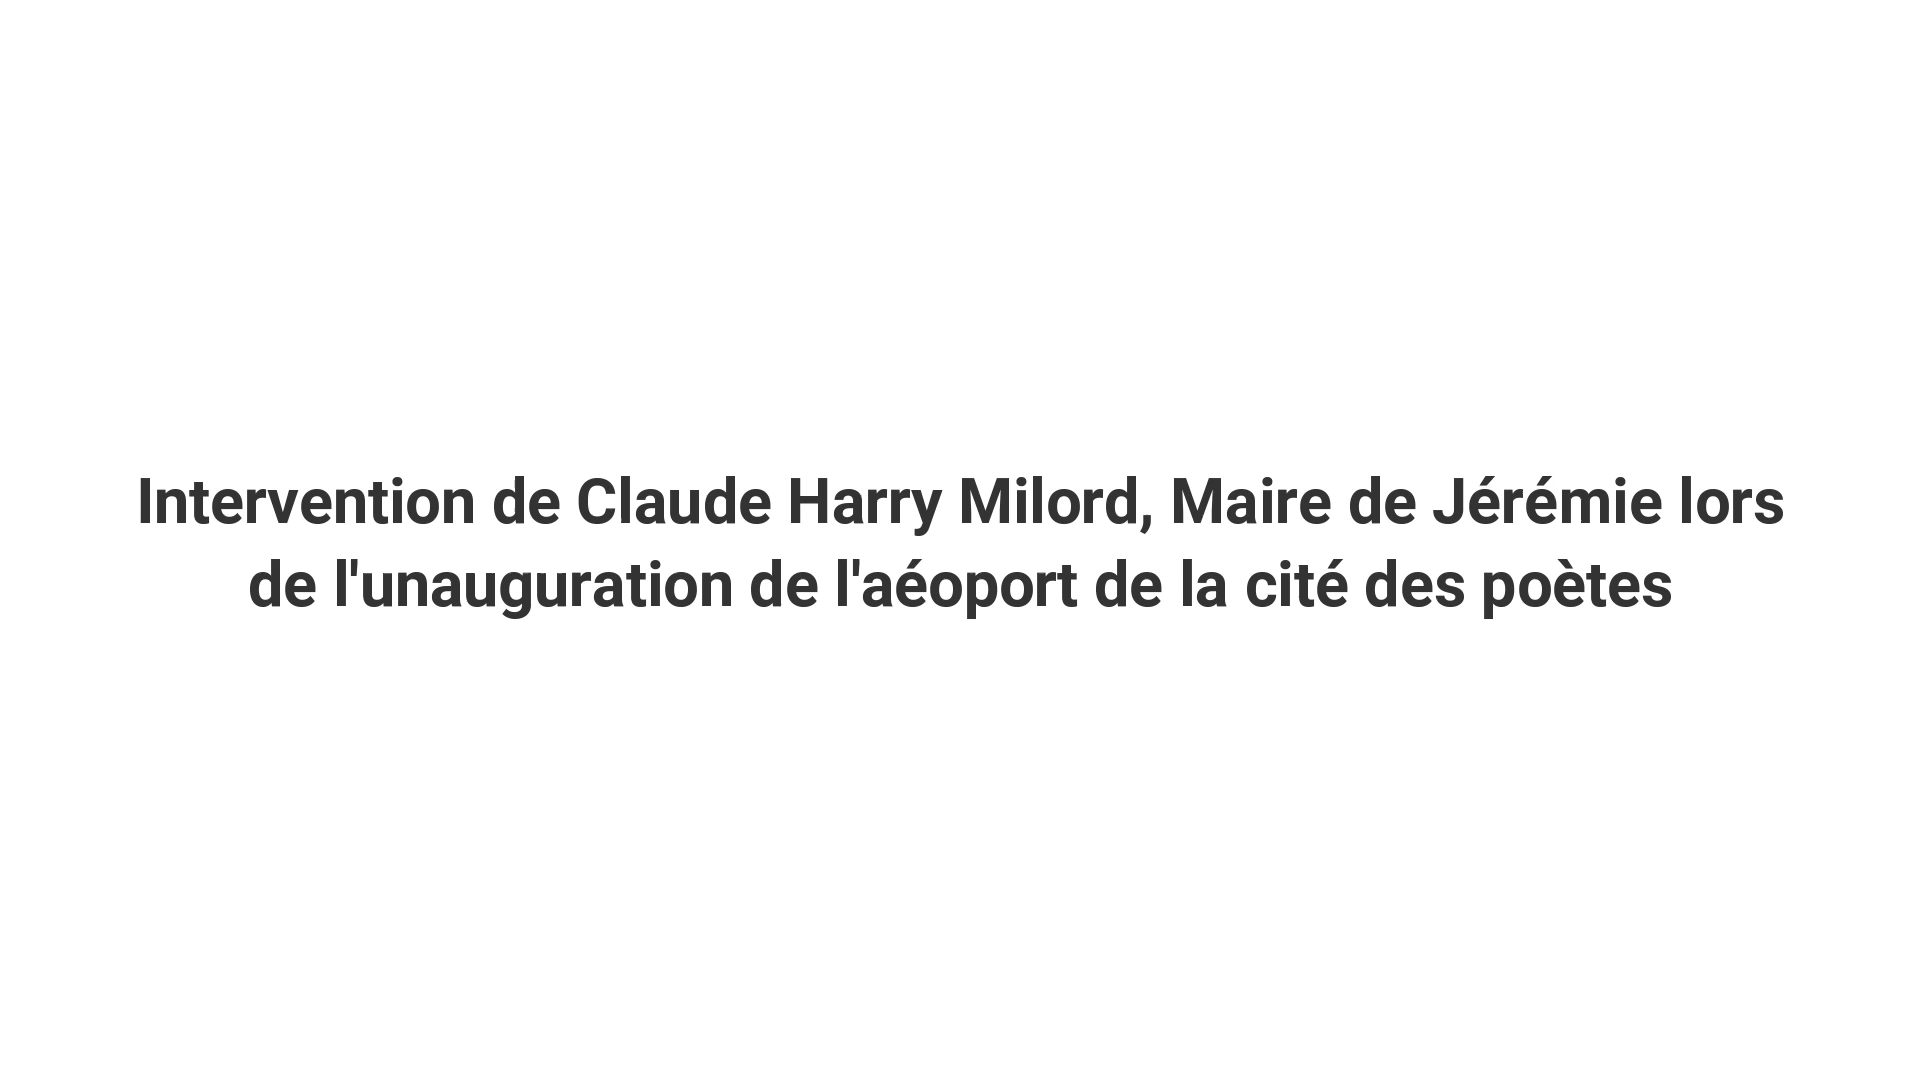 Intervention de Claude Harry Milord, Maire de Jérémie lors
de l'unauguration de l'aéoport de la cité des poètes